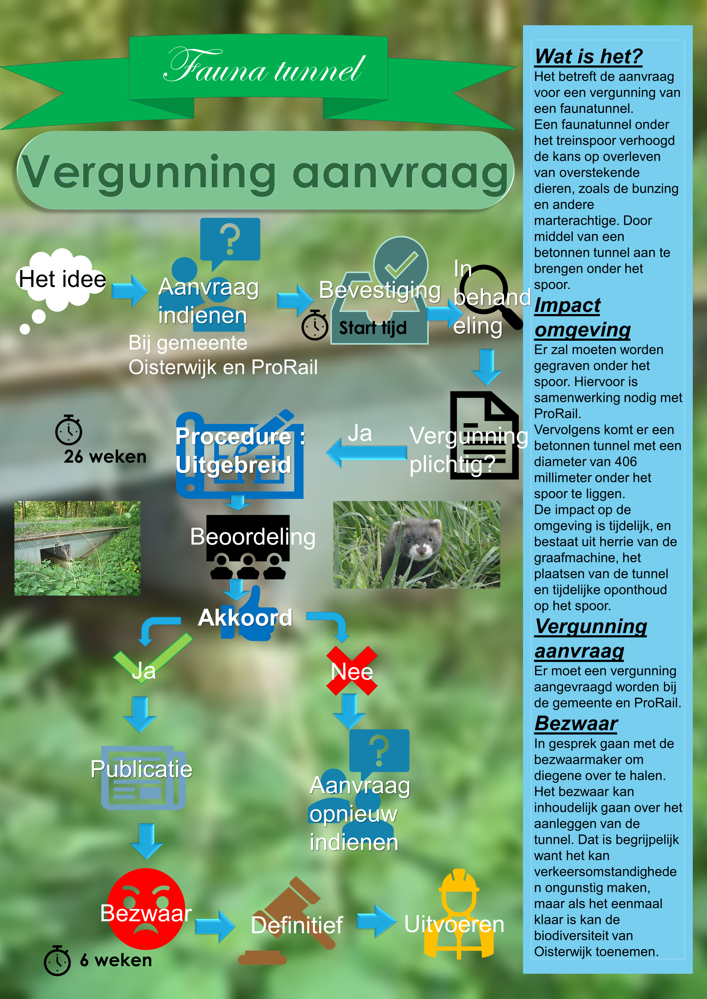 Fauna tunnel
Vergunning aanvraag
Het idee
Aanvraag
indienen
Bij gemeente
Oisterwijk en ProRail
Bevestiging
Start tijd
In
behand
eling
Vergunning
plichtig?
Ja
Procedure :
Uitgebreid
26 weken
Beoordeling
Akkoord
Ja
Nee
Publicatie
Aanvraag
opnieuw
indienen
Bezwaar
6 weken
Definitief
Uitvoeren
Wat is het?
Het betreft de aanvraag
voor een vergunning van
een faunatunnel.
Een faunatunnel onder
het treinspoor verhoogd
de kans op overleven
van overstekende
dieren, zoals de bunzing
en andere
marterachtige. Door
middel van een
betonnen tunnel aan te
brengen onder het
spoor.
Impact
omgeving
Er zal moeten worden
gegraven onder het
spoor. Hiervoor is
samenwerking nodig met
ProRail.
Vervolgens komt er een
betonnen tunnel met een
diameter van 406
millimeter onder het
spoor te liggen.
De impact op de
omgeving is tijdelijk, en
bestaat uit herrie van de
graafmachine, het
plaatsen van de tunnel
en tijdelijke oponthoud
op het spoor.
Vergunning
aanvraag
Er moet een vergunning
aangevraagd worden bij
de gemeente en ProRail.
Bezwaar
In gesprek gaan met de
bezwaarmaker om
diegene over te halen.
Het bezwaar kan
inhoudelijk gaan over het
aanleggen van de
tunnel. Dat is begrijpelijk
want het kan
verkeersomstandighede
n ongunstig maken,
maar als het eenmaal
klaar is kan de
biodiversiteit van
Oisterwijk toenemen.